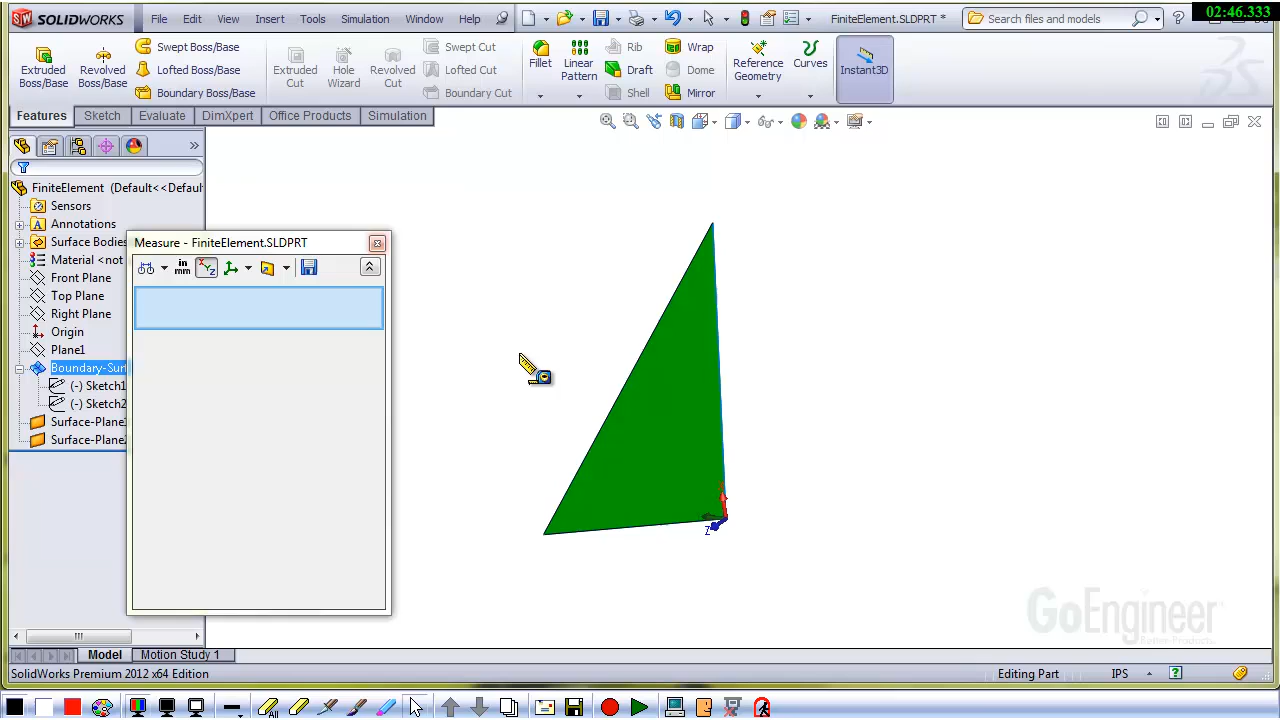 SOLIDWORKS File Edit View Insert Tools Simulation Window Help FiniteElement.SLDPRT * Search files and models 02:46.333
Extruded Boss/Base
Revolved Boss/Base
Swept Boss/Base
Lofted Boss/Base
Boundary Boss/Base
Extruded Cut
Hole Wizard
Revolved Cut
Swept Cut
Lofted Cut
Boundary Cut
Fillet
Linear Pattern
Rib
Draft
Shell
Wrap
Dome
Mirror
Reference Geometry
Curves
Instant3D
Features Sketch Evaluate DimXpert Office Products Simulation
FiniteElement (Default<<Defaul
Sensors
Annotations
Surface Bodies
Material <not
Front Plane
Top Plane
Right Plane
Origin
Plane1
Boundary-Surf
(-) Sketch1
(-) Sketch2
Surface-Plane
Surface-Plane
Measure - FiniteElement.SLDPRT
in
mm
Z
GoEngineer
Model Motion Study 1
SolidWorks Premium 2012 x64 Edition Editing Part IPS